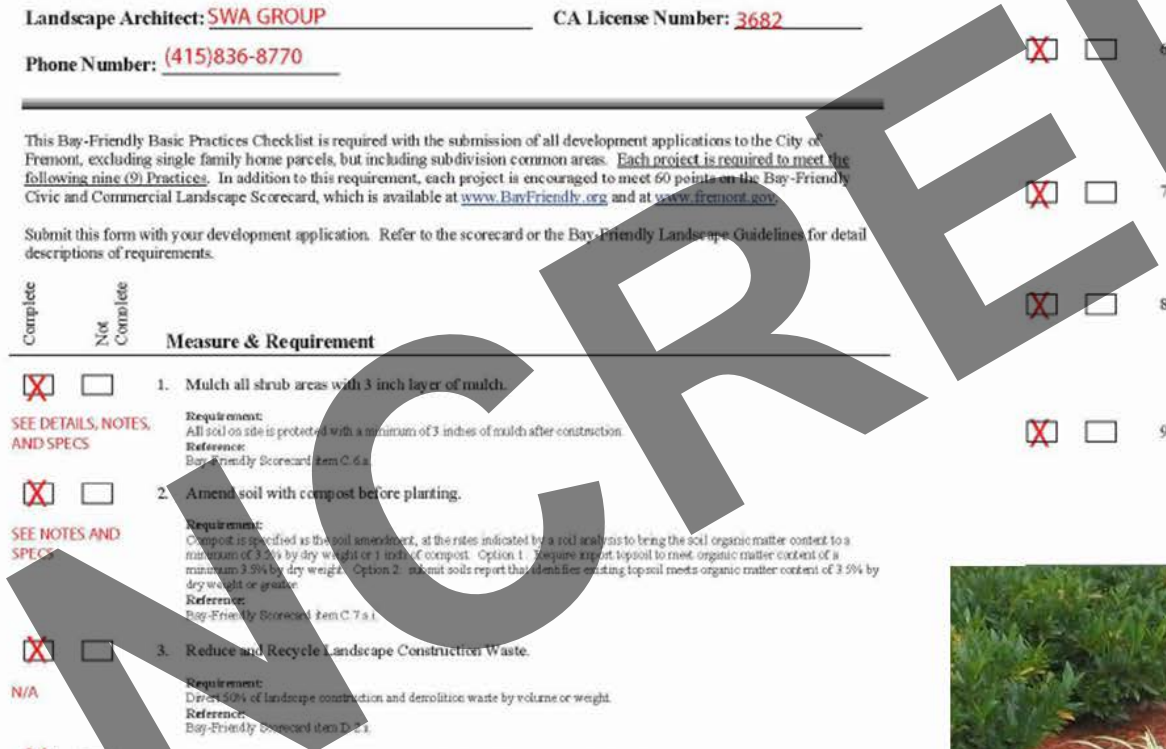 Landscape Architect: SWA GROUP CA License Number: 3682
Phone Number: (415)836-8770
This Bay-Friendly Basic Practices Checklist is required with the submission of all development applications to the City of
Fremont, excluding single family home parcels, but including subdivision common areas. Each project is required to meet the
following nine (9) Practices. In addition to this requirement, each project is encouraged to meet 60 points on the Bay-Friendly
Civic and Commercial Landscape Scorecard, which is available at www.BayFriendly.org and at www.fremont.gov.
Submit this form with your development application. Refer to the scorecard or the Bay-Friendly Landscape Guidelines for detail
descriptions of requirements.
Complete
Not
Complete
Measure & Requirement
X 1. Mulch all shrub areas with 3 inch layer of mulch.
SEE DETAILS, NOTES,
AND SPECS
Requirement:
All soil on site is protected with a minimum of 3 inches of mulch after construction.
Reference:
Bay-Friendly Scorecard item C.6.a.
X 2. Amend soil with compost before planting.
SEE NOTES AND
SPECS
Requirement:
Compost is specified as the soil amendment, at the rates indicated by a soil analysis to bring the soil organic matter content to a
minimum of 3.5% by dry weight or 1 inch of compost. Option 1. Require import topsoil to meet organic matter content of a
minimum 3.5% by dry weight. Option 2. submit soils report that identifies existing topsoil meets organic matter content of 3.5% by
dry weight or greater.
Reference:
Bay-Friendly Scorecard item C.7.a.i.
X 3. Reduce and Recycle Landscape Construction Waste.
N/A
Requirement:
Divert 50% of landscape construction and demolition waste by volume or weight.
Reference:
Bay-Friendly Scorecard item D.2.a.
X 6
X 7
X 8
X 9
NCRE